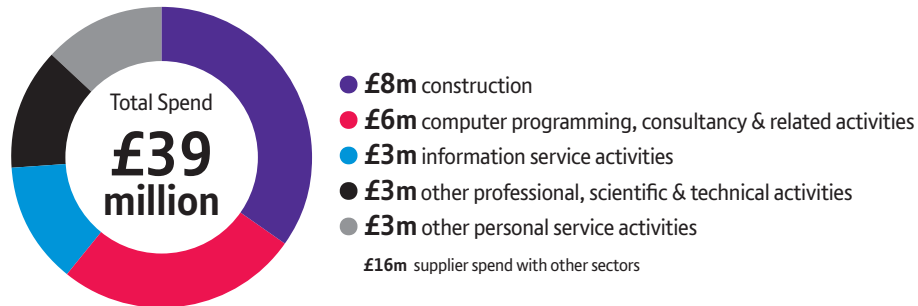 Total Spend
£39
million
£8m construction
£6m computer programming, consultancy & related activities
£3m information service activities
£3m other professional, scientific & technical activities
£3m other personal service activities
£16m supplier spend with other sectors